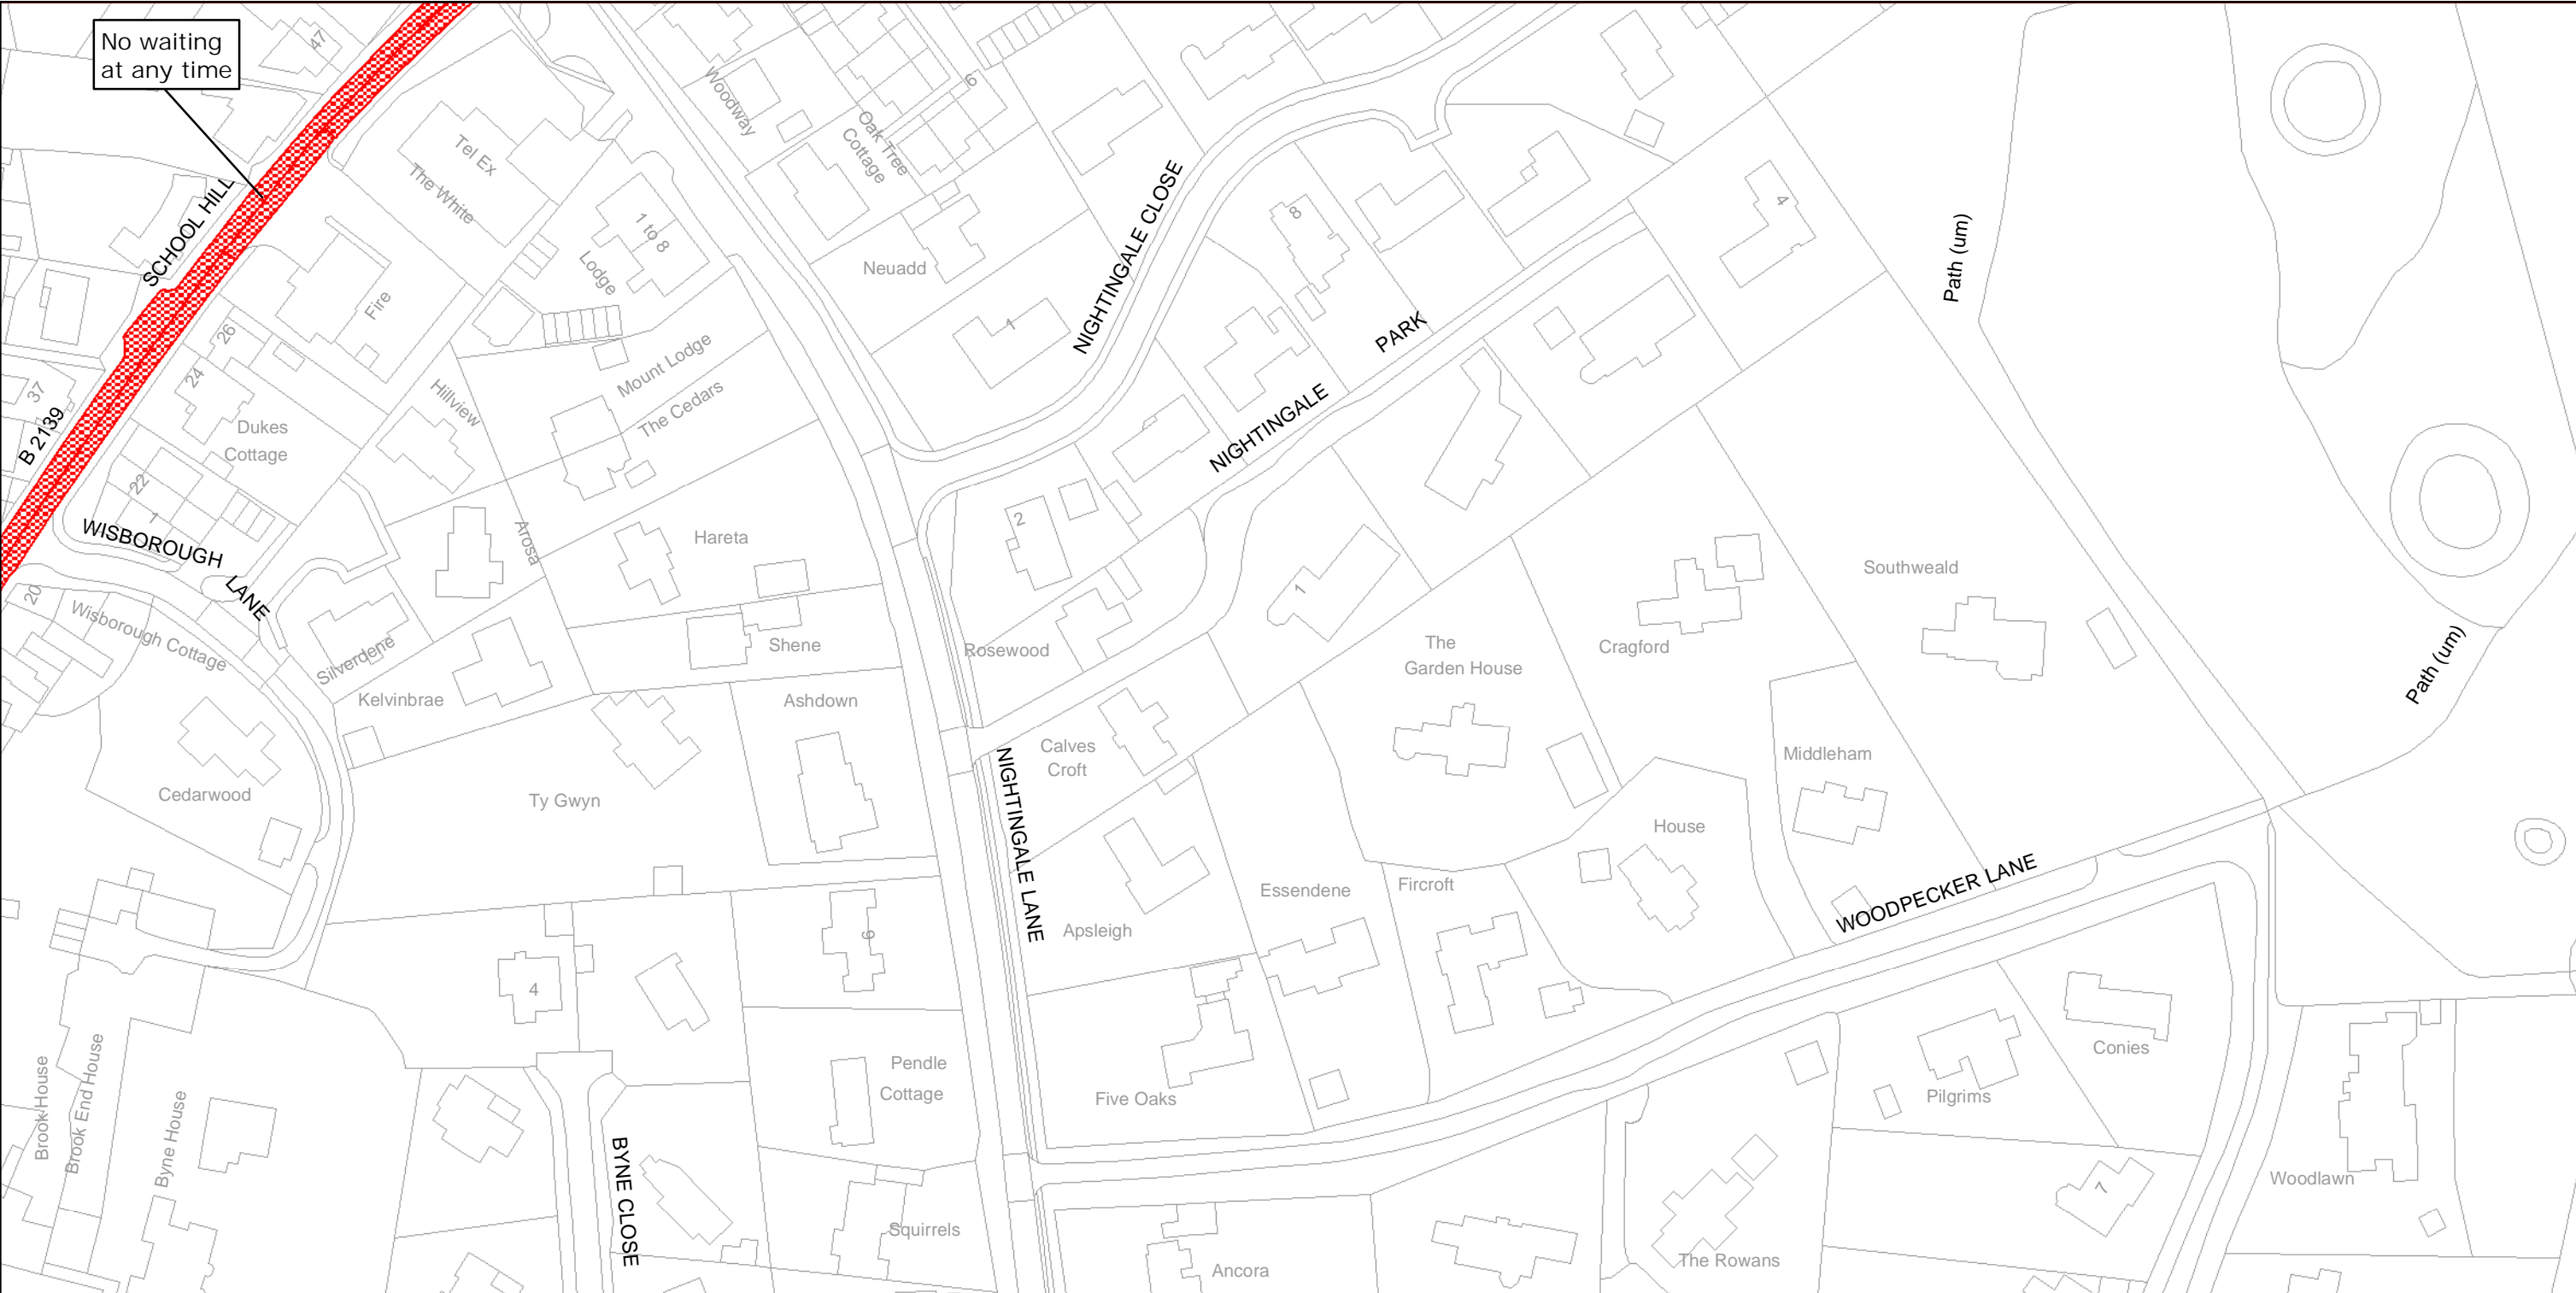 No waiting
at any time
47
SCHOOL HILL
B 2139
37
Tel Ex
The White
1 to 8
Lodge
Fire
26
24
Dukes
Cottage
22
1
WISBOROUGH
LANE
20
Wisborough Cottage
Hillview
Mount Lodge
The Cedars
Arosa
Silverdene
Kelvinbrae
Cedarwood
Woodway
Oak Tree
Cottage
6
Neuadd
1
NIGHTINGALE CLOSE
8
4
NIGHTINGALE
PARK
2
Rosewood
1
Hareta
Shene
Ashdown
Ty Gwyn
NIGHTINGALE LANE
Calves
Croft
Apsleigh
Essendene
Five Oaks
The
Garden House
Cragford
Southweald
Middleham
House
Fircroft
WOODPECKER LANE
Path (um)
Path (um)
4
9
Pendle
Cottage
Squirrels
BYNE CLOSE
Brook House
Brook End House
Byne House
Ancora
The Rowans
Pilgrims
Conies
7
Woodlawn